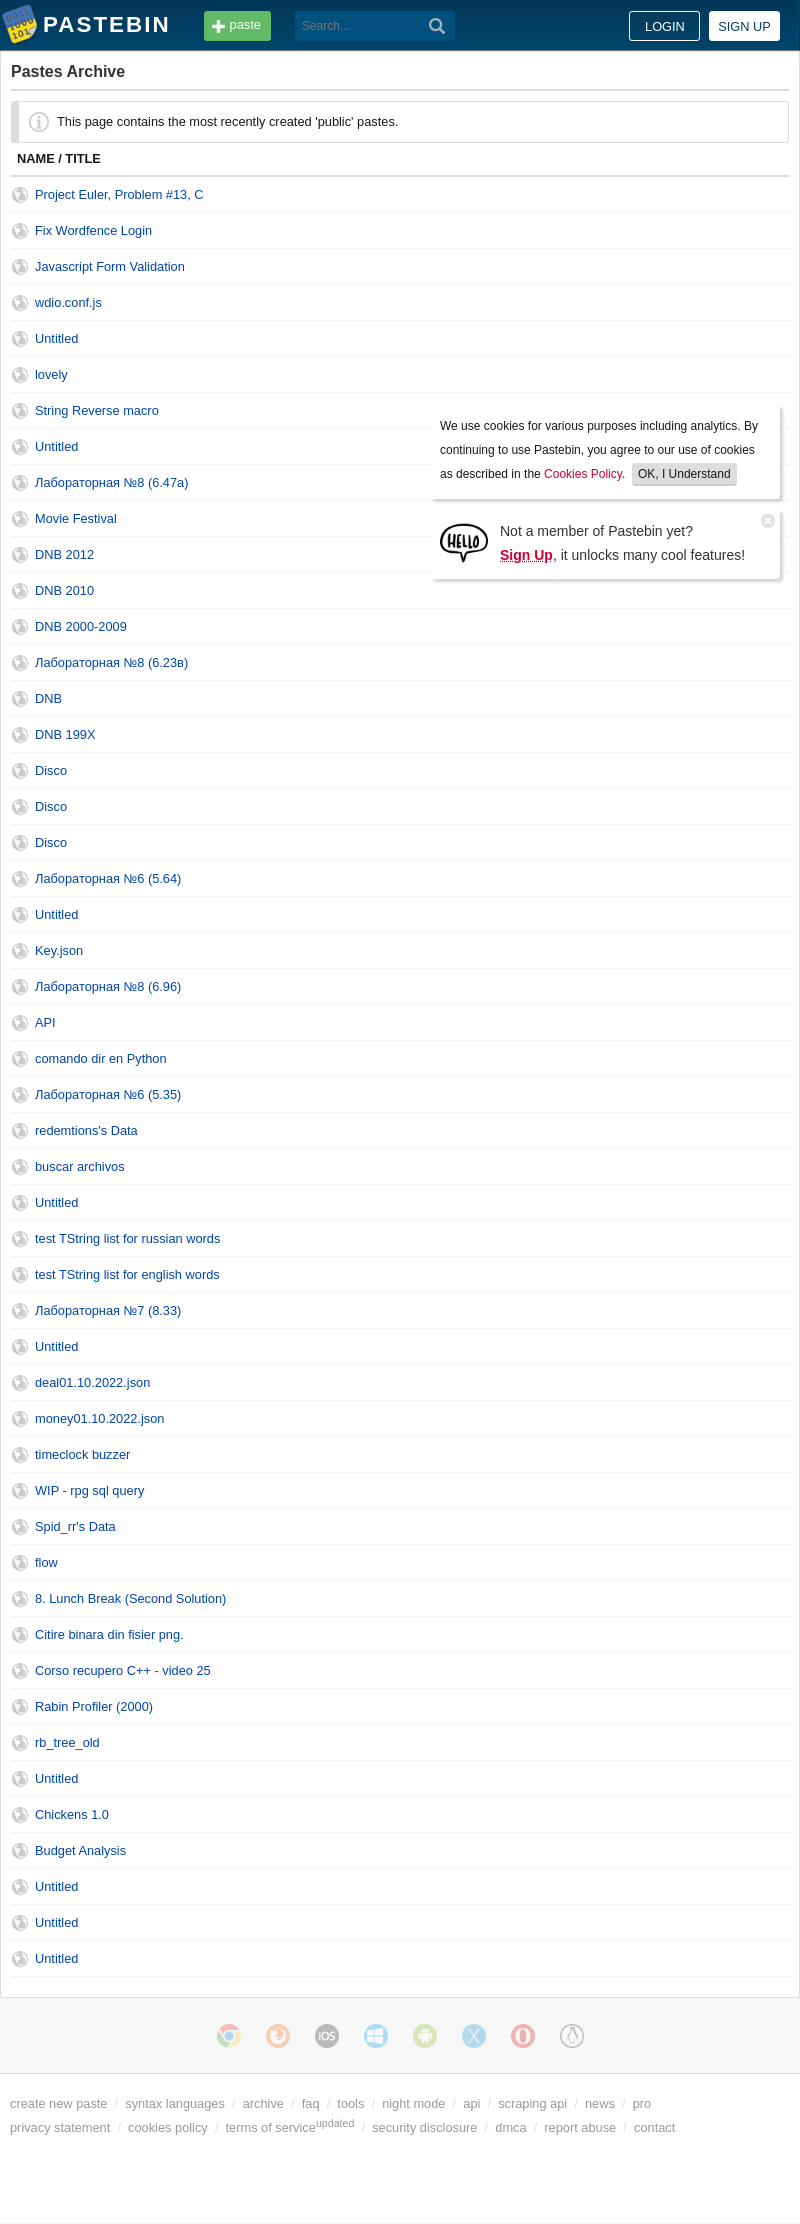 PASTEBIN paste Search... LOGIN SIGN UP
Pastes Archive
This page contains the most recently created 'public' pastes.
NAME / TITLE
Project Euler, Problem #13, C
Fix Wordfence Login
Javascript Form Validation
wdio.conf.js
Untitled
lovely
String Reverse macro
Untitled
Лабораторная №8 (6.47a)
Movie Festival
DNB 2012
DNB 2010
DNB 2000-2009
Лабораторная №8 (6.23в)
DNB
DNB 199X
Disco
Disco
Disco
Лабораторная №6 (5.64)
Untitled
Key.json
Лабораторная №8 (6.96)
API
comando dir en Python
Лабораторная №6 (5.35)
redemtions's Data
buscar archivos
Untitled
test TString list for russian words
test TString list for english words
Лабораторная №7 (8.33)
Untitled
deal01.10.2022.json
money01.10.2022.json
timeclock buzzer
WIP - rpg sql query
Spid_rr's Data
flow
8. Lunch Break (Second Solution)
Citire binara din fisier png.
Corso recupero C++ - video 25
Rabin Profiler (2000)
rb_tree_old
Untitled
Chickens 1.0
Budget Analysis
Untitled
Untitled
Untitled
We use cookies for various purposes including analytics. By
continuing to use Pastebin, you agree to our use of cookies
as described in the Cookies Policy. OK, I Understand
HELLO
Not a member of Pastebin yet?
Sign Up, it unlocks many cool features!
iOS
create new paste / syntax languages / archive / faq / tools / night mode / api / scraping api / news / pro
privacy statement / cookies policy / terms of service updated / security disclosure / dmca / report abuse / contact